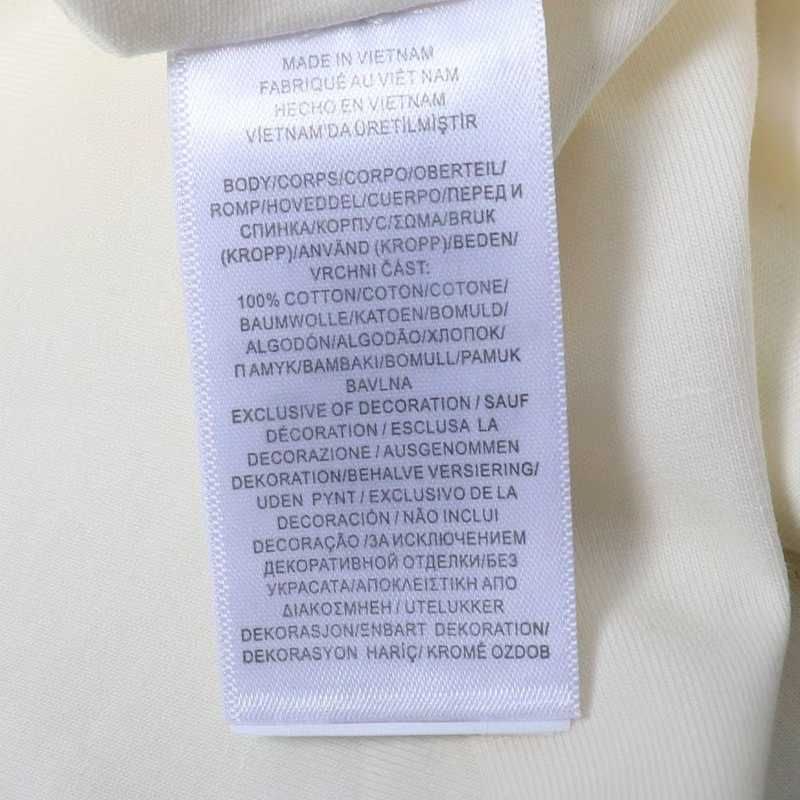 MADE IN VIETNAM
FABRIQUÉ AU VIÊT NAM
HECHO EN VIETNAM
VİETNAM'DA ÜRETİLMİŞTİR
BODY/CORPS/CORPO/OBERTEIL/
ROMP/HOVEDDEL/CUERPO/ПЕРЕД И
СПИНКА/КОРПУС/ΣΩΜΑ/BRUK
(KROPP)/ANVÄND (KROPP)/BEDEN/
VRCHNI ČÁST:
100% COTTON/COTON/COTONE/
BAUMWOLLE/KATOEN/BOMULD/
ALGODÓN/ALGODÃO/ХЛОПОК/
ПАМУК/BAMBAKI/BOMULL/PAMUK
BAVLNA
EXCLUSIVE OF DECORATION / SAUF
DÉCORATION / ESCLUSA LA
DECORAZIONE / AUSGENOMMEN
DEKORATION/BEHALVE VERSIERING/
UDEN PYNT / EXCLUSIVO DE LA
DECORACIÓN / NÃO INCLUI
DECORAÇÃO /ЗА ИСКЛЮЧЕНИЕМ
ДЕКОРАТИВНОЙ ОТДЕЛКИ/БЕЗ
УКРАСАТА/ΑΠΟΚΛΕΙΣΤΙΚΗ ΑΠΟ
ΔΙΑΚΟΣΜΗΕΗ / UTELUKKER
DEKORASJON/ENBART DEKORATION/
DEKORASYON HARİÇ/ KROMĚ OZDOB